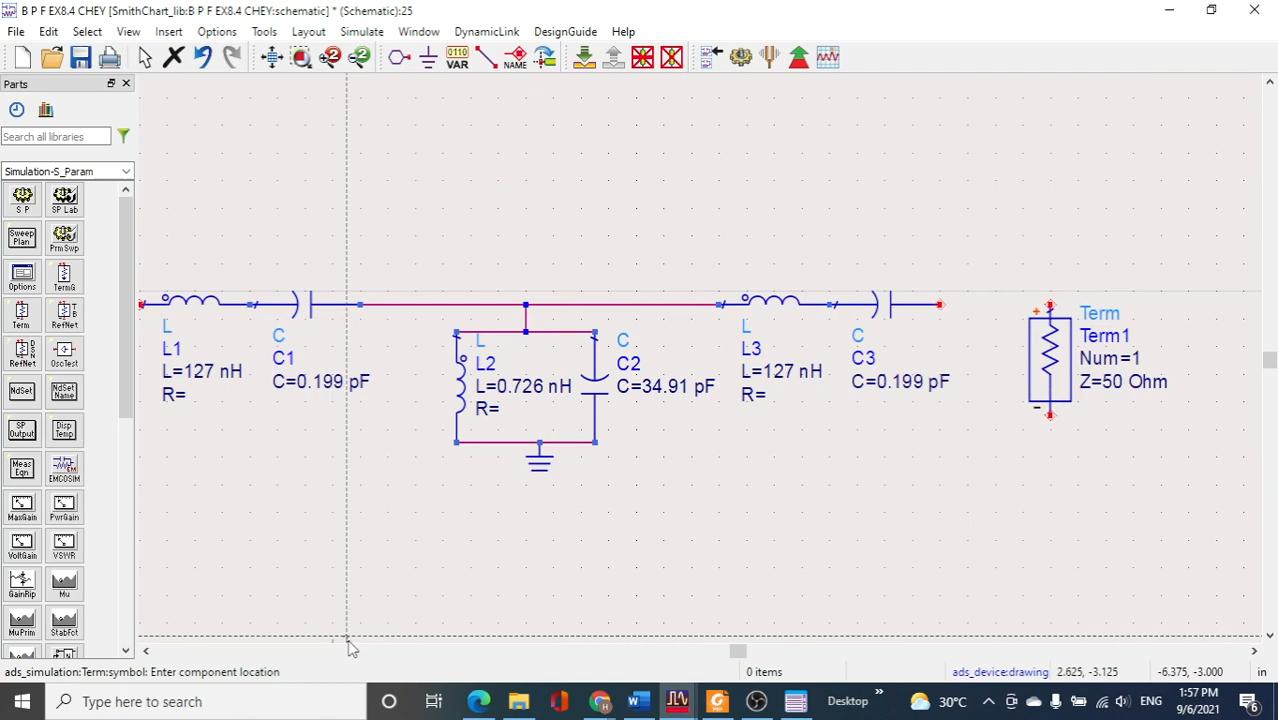 B P F EX8.4 CHEY [SmithChart_lib:B P F EX8.4 CHEY:schematic] * (Schematic):25
File Edit Select View Insert Options Tools Layout Simulate Window DynamicLink DesignGuide Help
0110
VAR
NAME
Parts
Search all libraries
Simulation-S_Param
S P
SP Lab
Sweep
Plan
PrmSwp
Options
TermG
Term
RefNet
RefNet
OscTest
NdSet
NdSet
Name
SP
Output
Disp
Temp
Meas
Eqn
EMCOSIM
MaxGain
PwrGain
VoltGain
VSWR
GainRip
Mu
MuPrim
StabFct
L
L1
L=127 nH
R=
C
C1
C=0.199 pF
L
L2
L=0.726 nH
R=
C
C2
C=34.91 pF
L
L3
L=127 nH
R=
C
C3
C=0.199 pF
+
-
Term
Term1
Num=1
Z=50 Ohm
ads_simulation:Term:symbol: Enter component location
0 items
ads_device:drawing
2.625, -3.125
-6.375, -3.000
in
Type here to search
Desktop
30°C
ENG
1:57 PM
9/6/2021
6